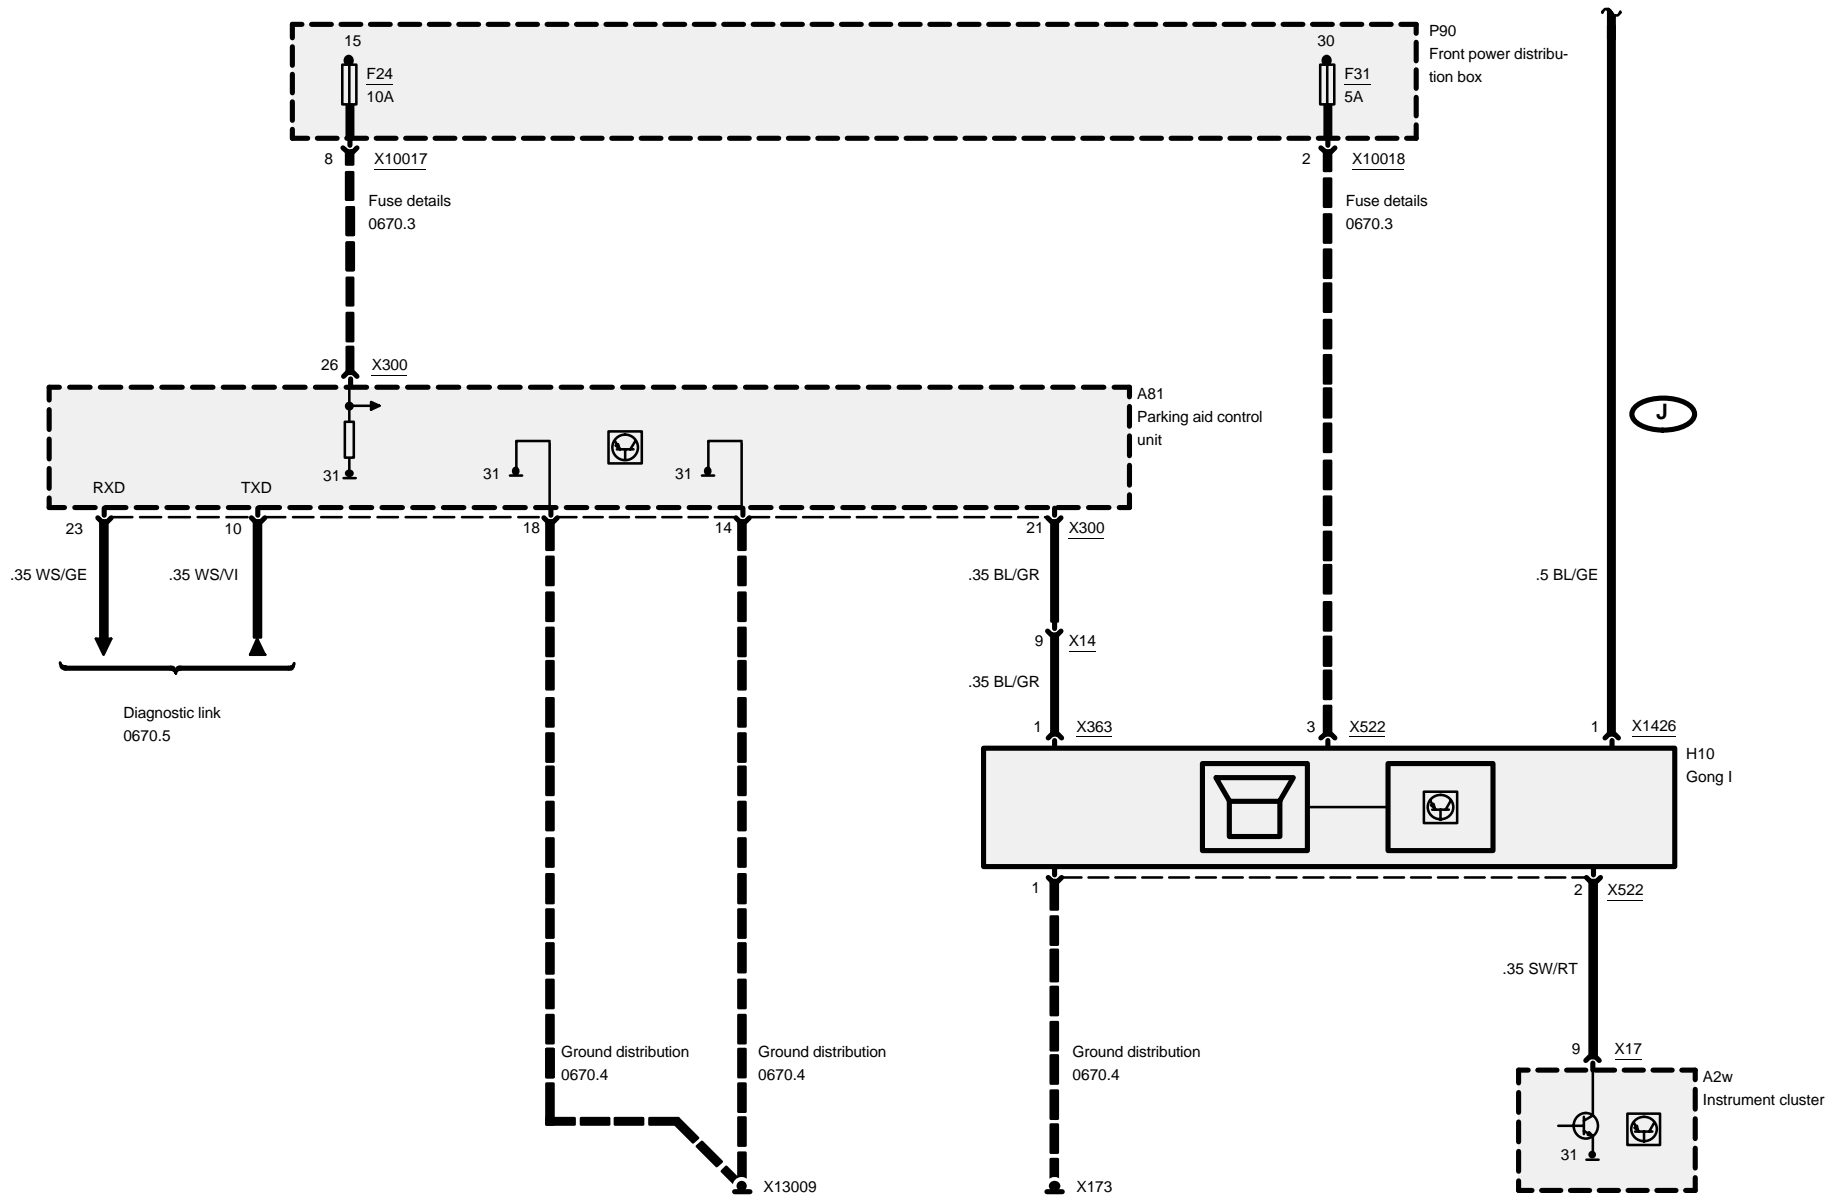 15
30
P90
Front power distribu-
tion box
F24
10A
F31
5A
8
X10017
2
X10018
Fuse details
0670.3
Fuse details
0670.3
26
X300
A81
Parking aid control
unit
J
31
31
31
RXD
TXD
23
10
18
14
21
X300
.35 WS/GE
.35 WS/VI
.35 BL/GR
.5 BL/GE
9
X14
.35 BL/GR
Diagnostic link
0670.5
1
X363
3
X522
1
X1426
H10
Gong I
1
2
X522
.35 SW/RT
Ground distribution
0670.4
Ground distribution
0670.4
Ground distribution
0670.4
9
X17
A2w
Instrument cluster
31
X13009
X173